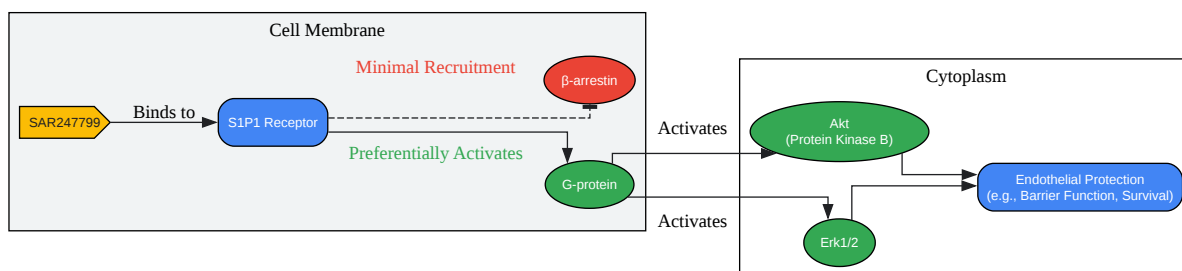 Cell Membrane
Minimal Recruitment
β-arrestin
Cytoplasm
SAR247799
Binds to
S1P1 Receptor
Preferentially Activates
G-protein
Activates
Akt
(Protein Kinase B)
Activates
Erk1/2
Endothelial Protection
(e.g., Barrier Function, Survival)